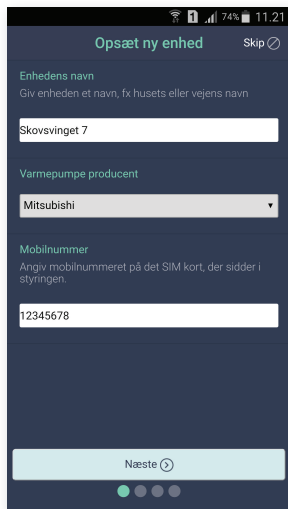 1 74% 11.21
Opsæt ny enhed Skip
Enhedens navn
Giv enheden et navn, fx husets eller vejens navn
Skovsvinget 7
Varmepumpe producent
Mitsubishi
Mobilnummer
Angiv mobilnummeret på det SIM kort, der sidder i
styringen.
12345678
Næste